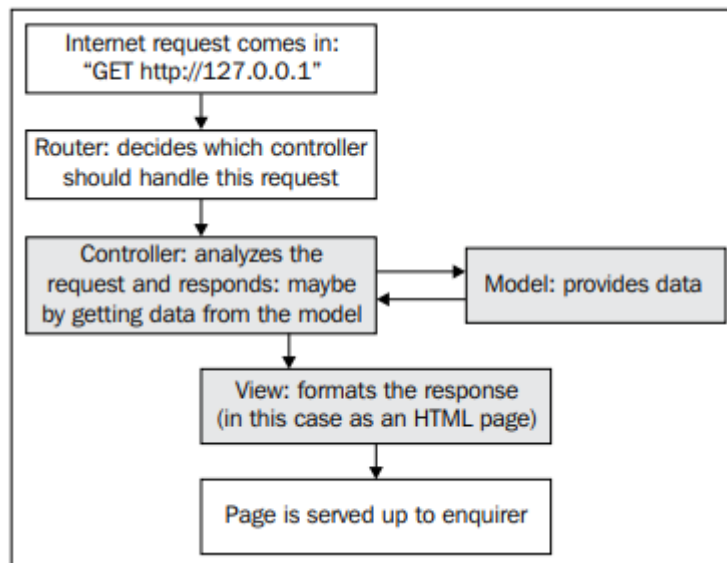 Internet request comes in:
“GET http://127.0.0.1”
Router: decides which controller
should handle this request
Controller: analyzes the
request and responds: maybe
by getting data from the model
Model: provides data
View: formats the response
(in this case as an HTML page)
Page is served up to enquirer